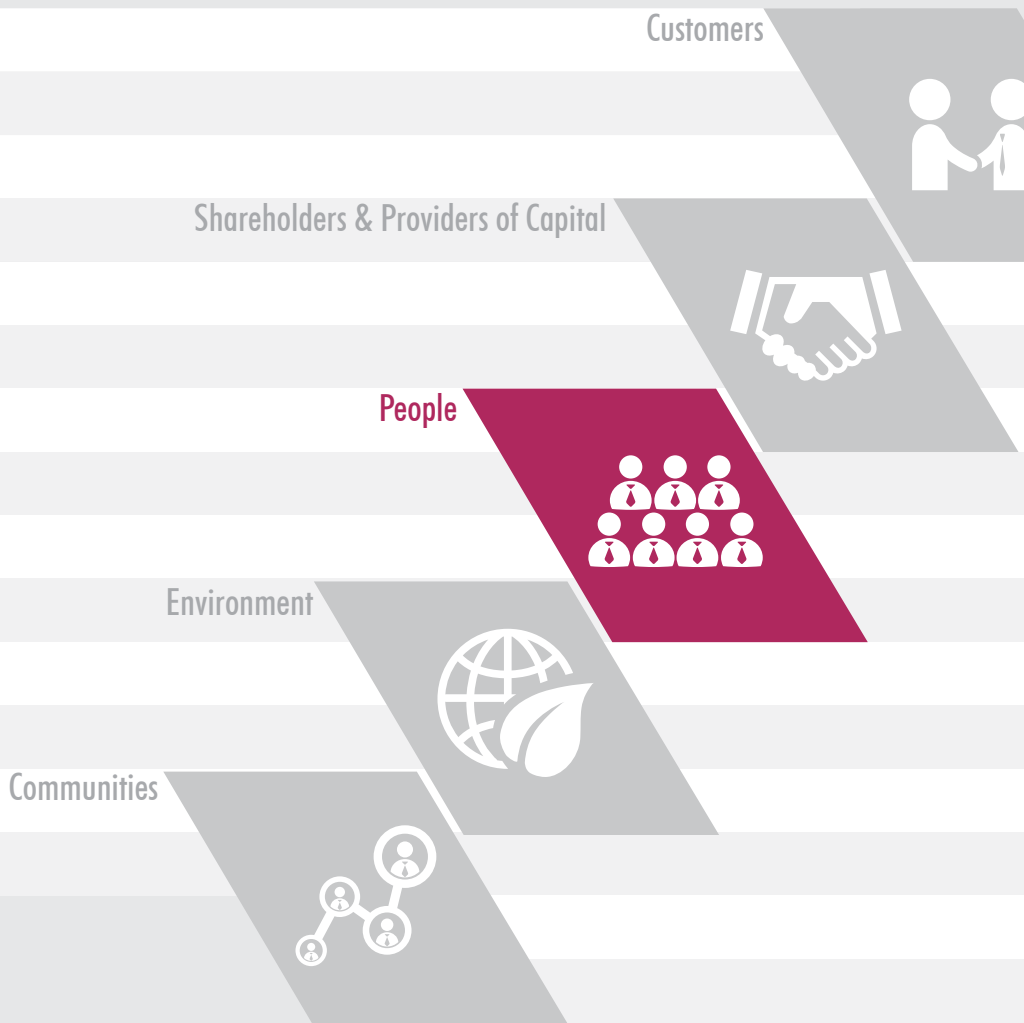 Customers
Shareholders & Providers of Capital
People
Environment
Communities